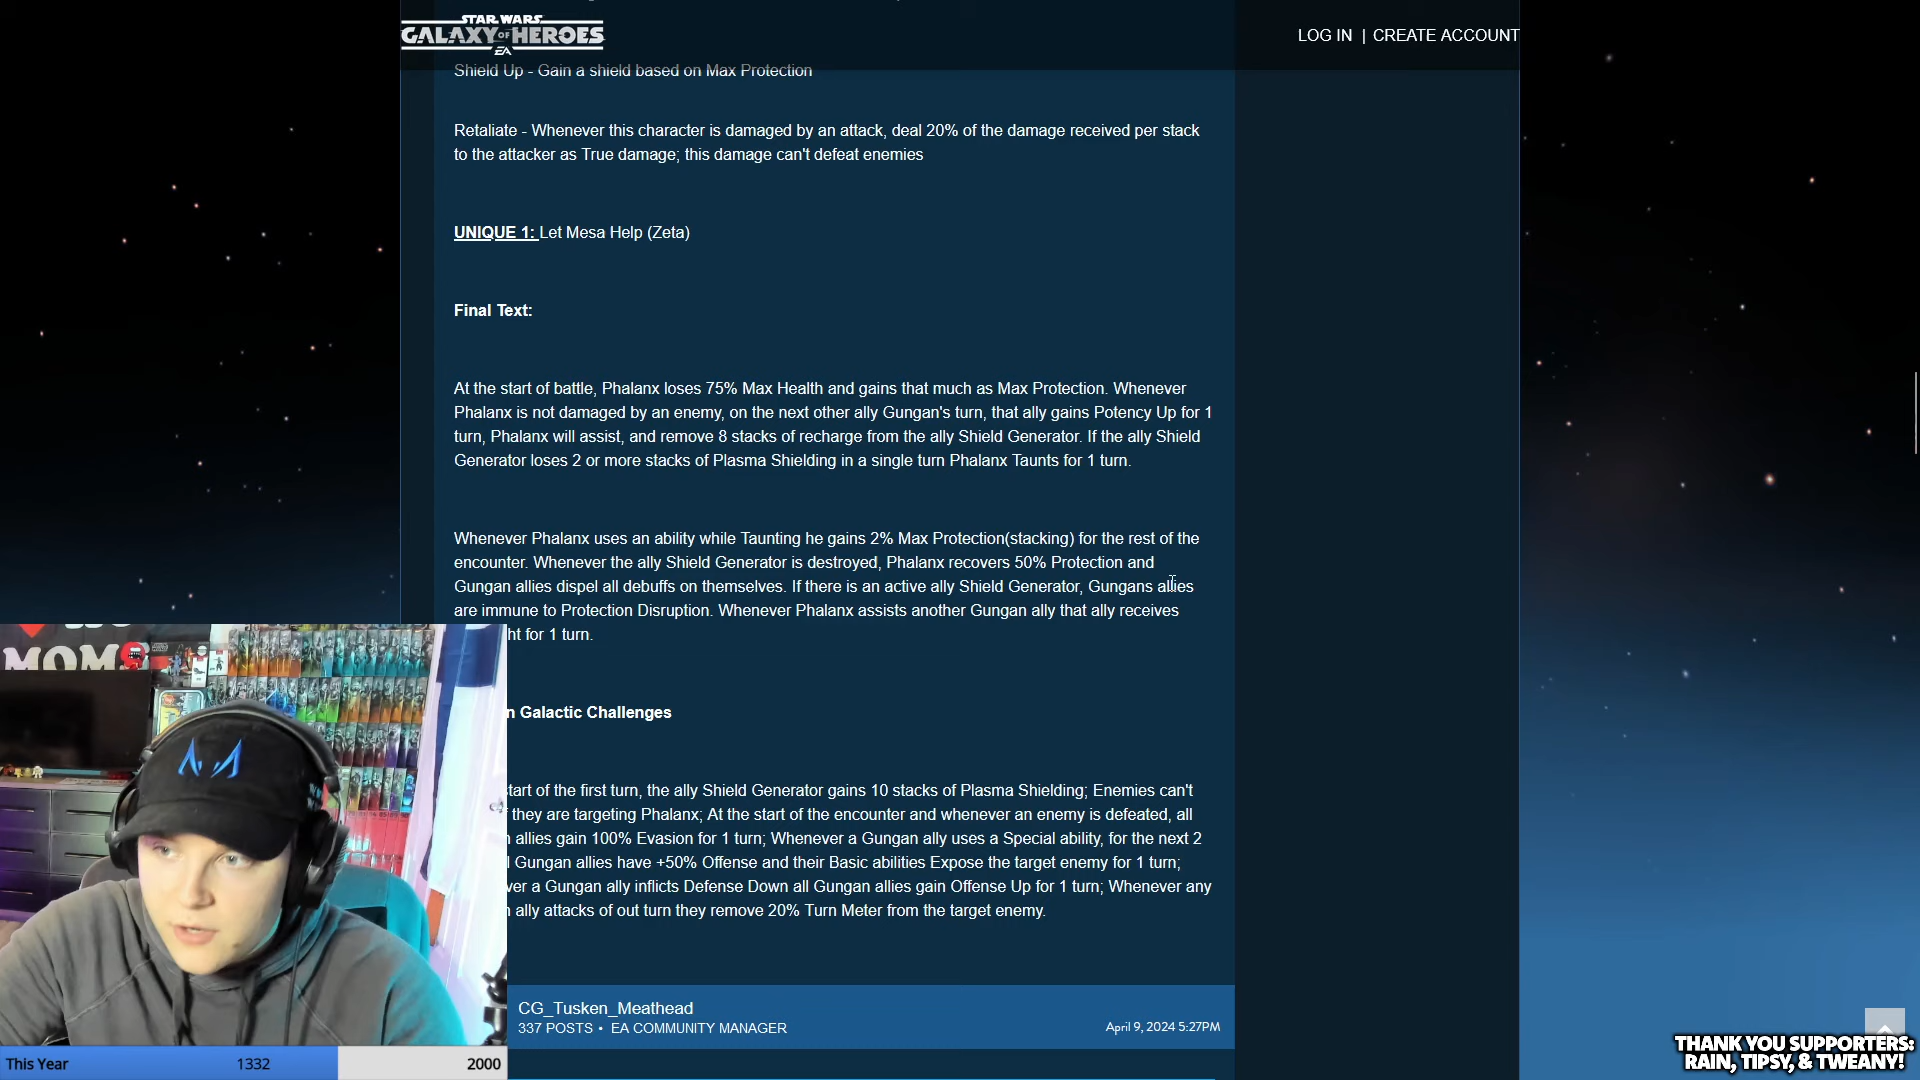 STAR WARS
GALAXY OF HEROES
EA
LOG IN | CREATE ACCOUNT
Shield Up - Gain a shield based on Max Protection
Retaliate - Whenever this character is damaged by an attack, deal 20% of the damage received per stack
to the attacker as True damage; this damage can't defeat enemies
UNIQUE 1: Let Mesa Help (Zeta)
Final Text:
At the start of battle, Phalanx loses 75% Max Health and gains that much as Max Protection. Whenever
Phalanx is not damaged by an enemy, on the next other ally Gungan's turn, that ally gains Potency Up for 1
turn, Phalanx will assist, and remove 8 stacks of recharge from the ally Shield Generator. If the ally Shield
Generator loses 2 or more stacks of Plasma Shielding in a single turn Phalanx Taunts for 1 turn.
Whenever Phalanx uses an ability while Taunting he gains 2% Max Protection(stacking) for the rest of the
encounter. Whenever the ally Shield Generator is destroyed, Phalanx recovers 50% Protection and
Gungan allies dispel all debuffs on themselves. If there is an active ally Shield Generator, Gungans allies
are immune to Protection Disruption. Whenever Phalanx assists another Gungan ally that ally receives
ht for 1 turn.
n Galactic Challenges
start of the first turn, the ally Shield Generator gains 10 stacks of Plasma Shielding; Enemies can't
they are targeting Phalanx; At the start of the encounter and whenever an enemy is defeated, all
allies gain 100% Evasion for 1 turn; Whenever a Gungan ally uses a Special ability, for the next 2
Gungan allies have +50% Offense and their Basic abilities Expose the target enemy for 1 turn;
ver a Gungan ally inflicts Defense Down all Gungan allies gain Offense Up for 1 turn; Whenever any
ally attacks of out turn they remove 20% Turn Meter from the target enemy.
CG_Tusken_Meathead
337 POSTS • EA COMMUNITY MANAGER
April 9, 2024 5:27PM
MOM
This Year 1332 2000
THANK YOU SUPPORTERS:
RAIN, TIPSY, & TWEANY!